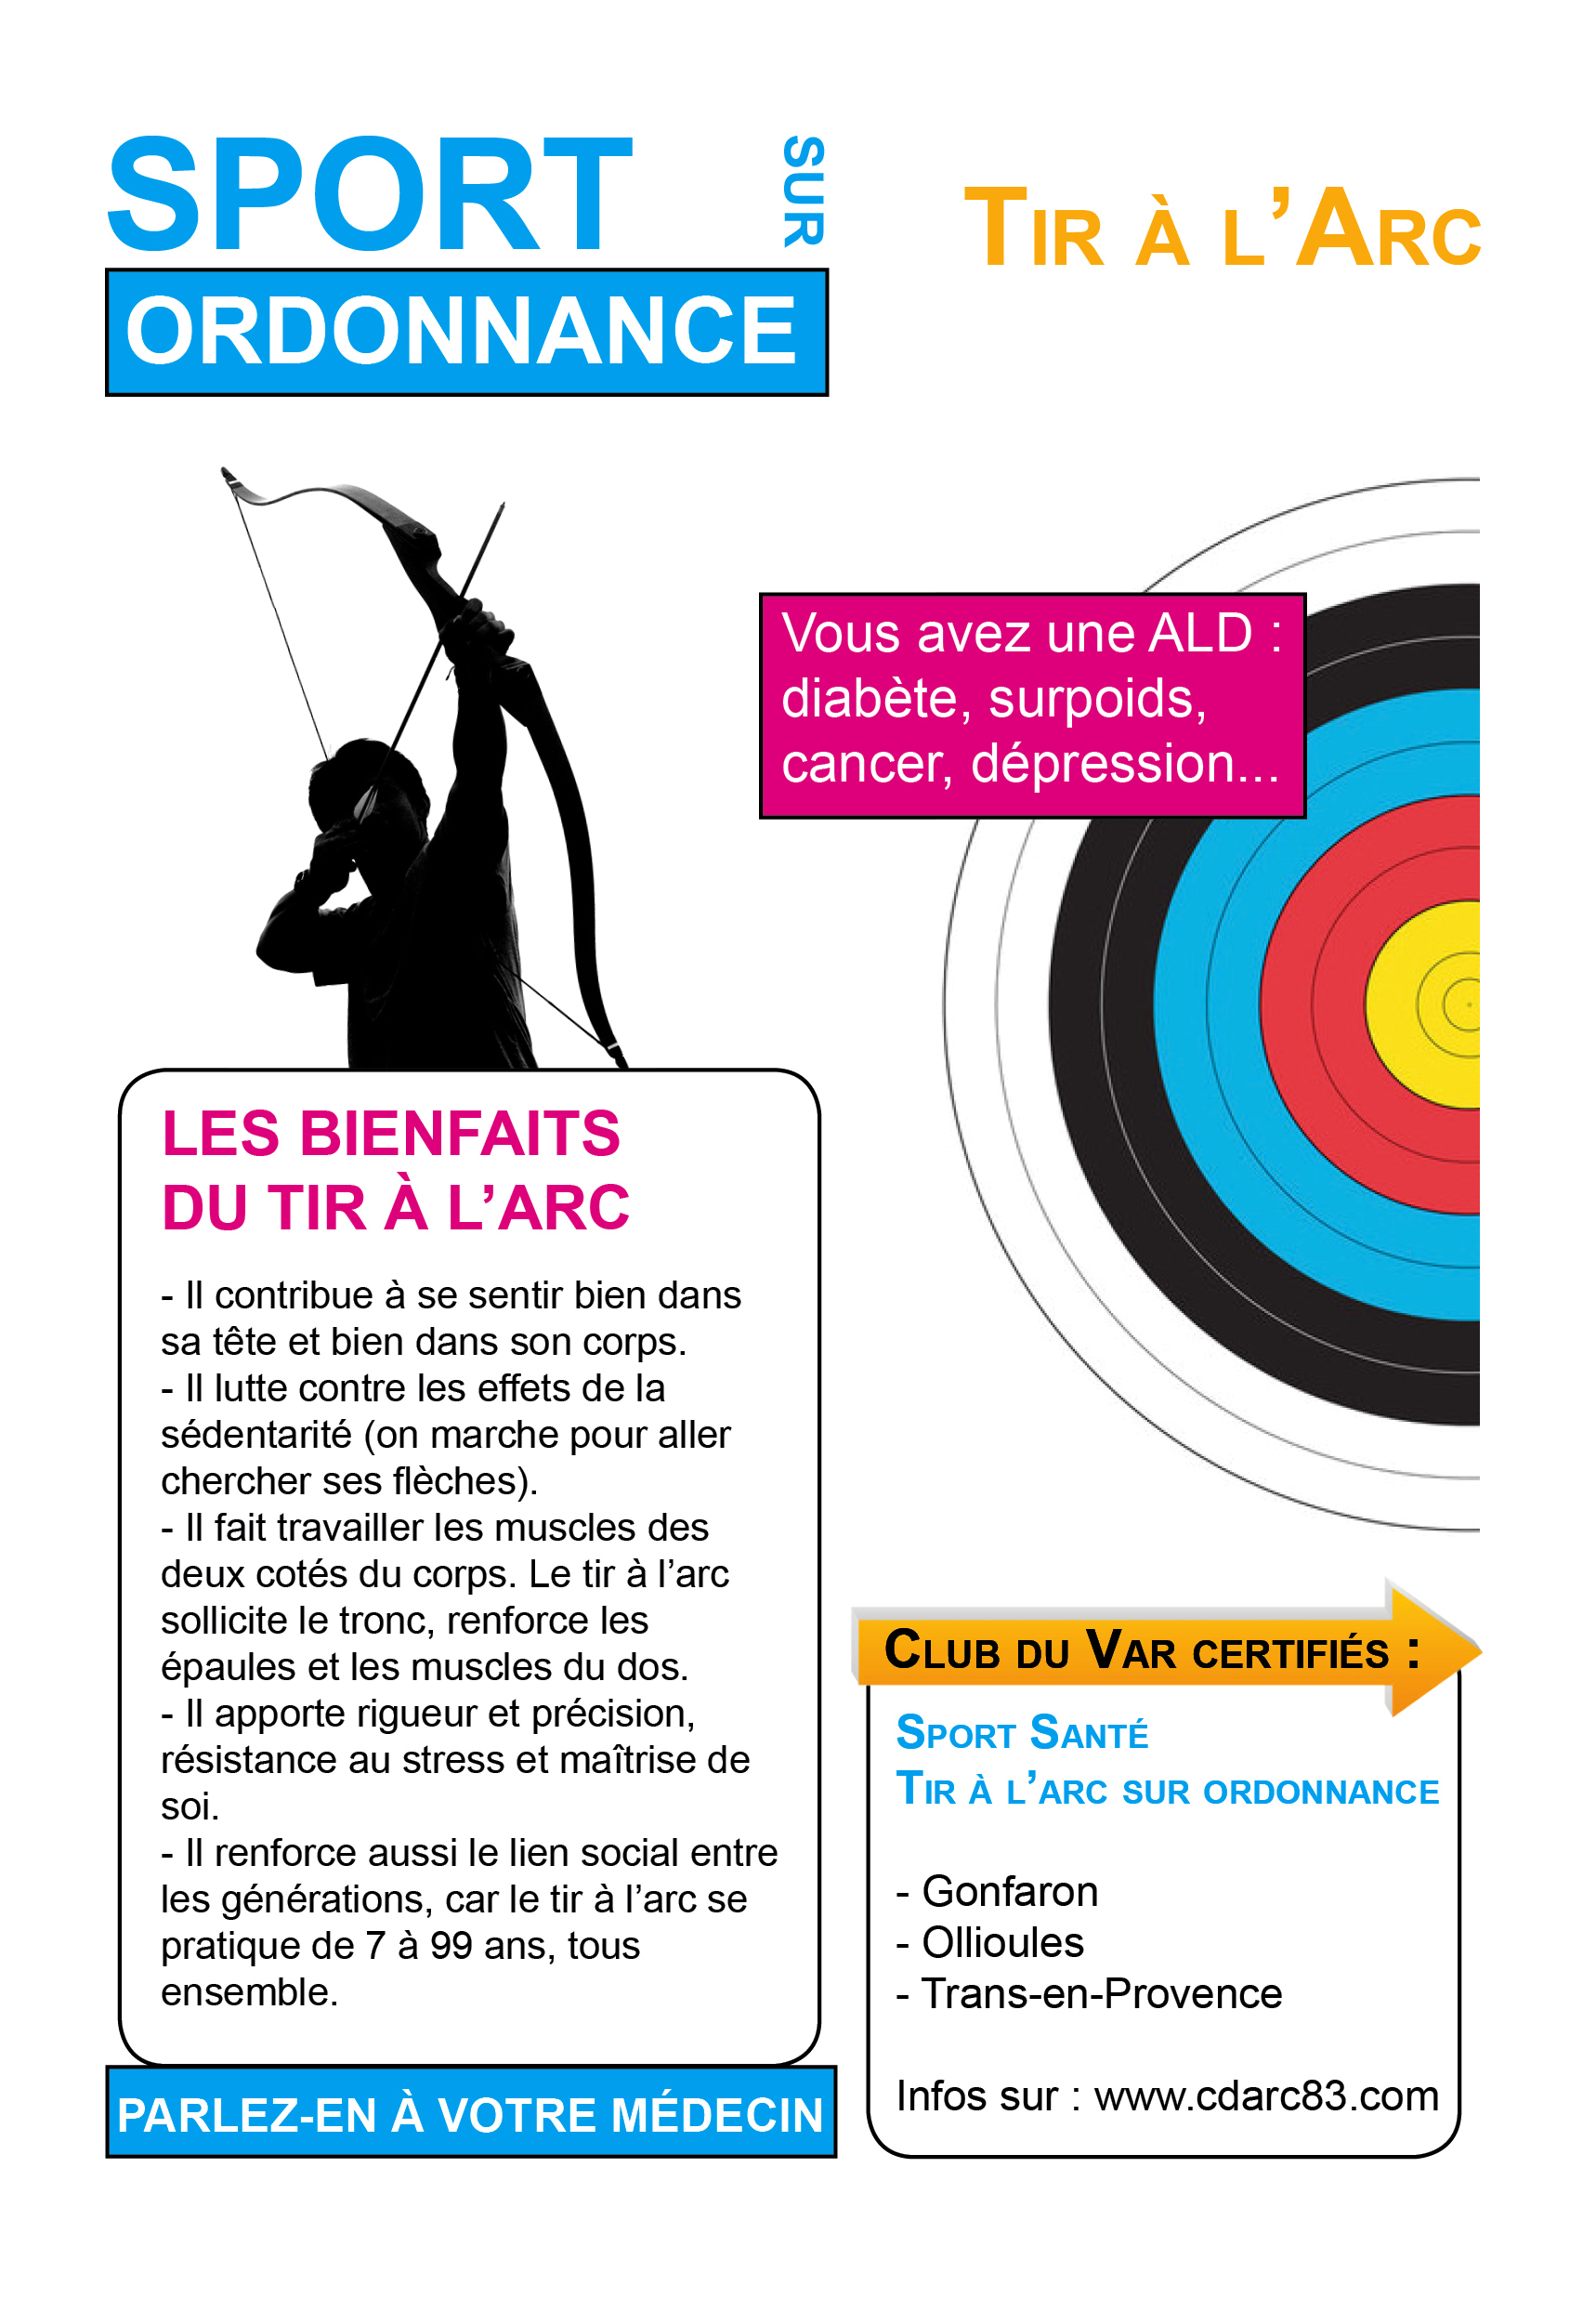 SPORT SUR
ORDONNANCE
TIR À L’ARC
Vous avez une ALD :
diabète, surpoids,
cancer, dépression...
LES BIENFAITS
DU TIR À L’ARC
- Il contribue à se sentir bien dans
sa tête et bien dans son corps.
- Il lutte contre les effets de la
sédentarité (on marche pour aller
chercher ses flèches).
- Il fait travailler les muscles des
deux cotés du corps. Le tir à l’arc
sollicite le tronc, renforce les
épaules et les muscles du dos.
- Il apporte rigueur et précision,
résistance au stress et maîtrise de
soi.
- Il renforce aussi le lien social entre
les générations, car le tir à l’arc se
pratique de 7 à 99 ans, tous
ensemble.
PARLEZ-EN À VOTRE MÉDECIN
CLUB DU VAR CERTIFIÉS :
SPORT SANTÉ
TIR À L’ARC SUR ORDONNANCE
- Gonfaron
- Ollioules
- Trans-en-Provence
Infos sur : www.cdarc83.com